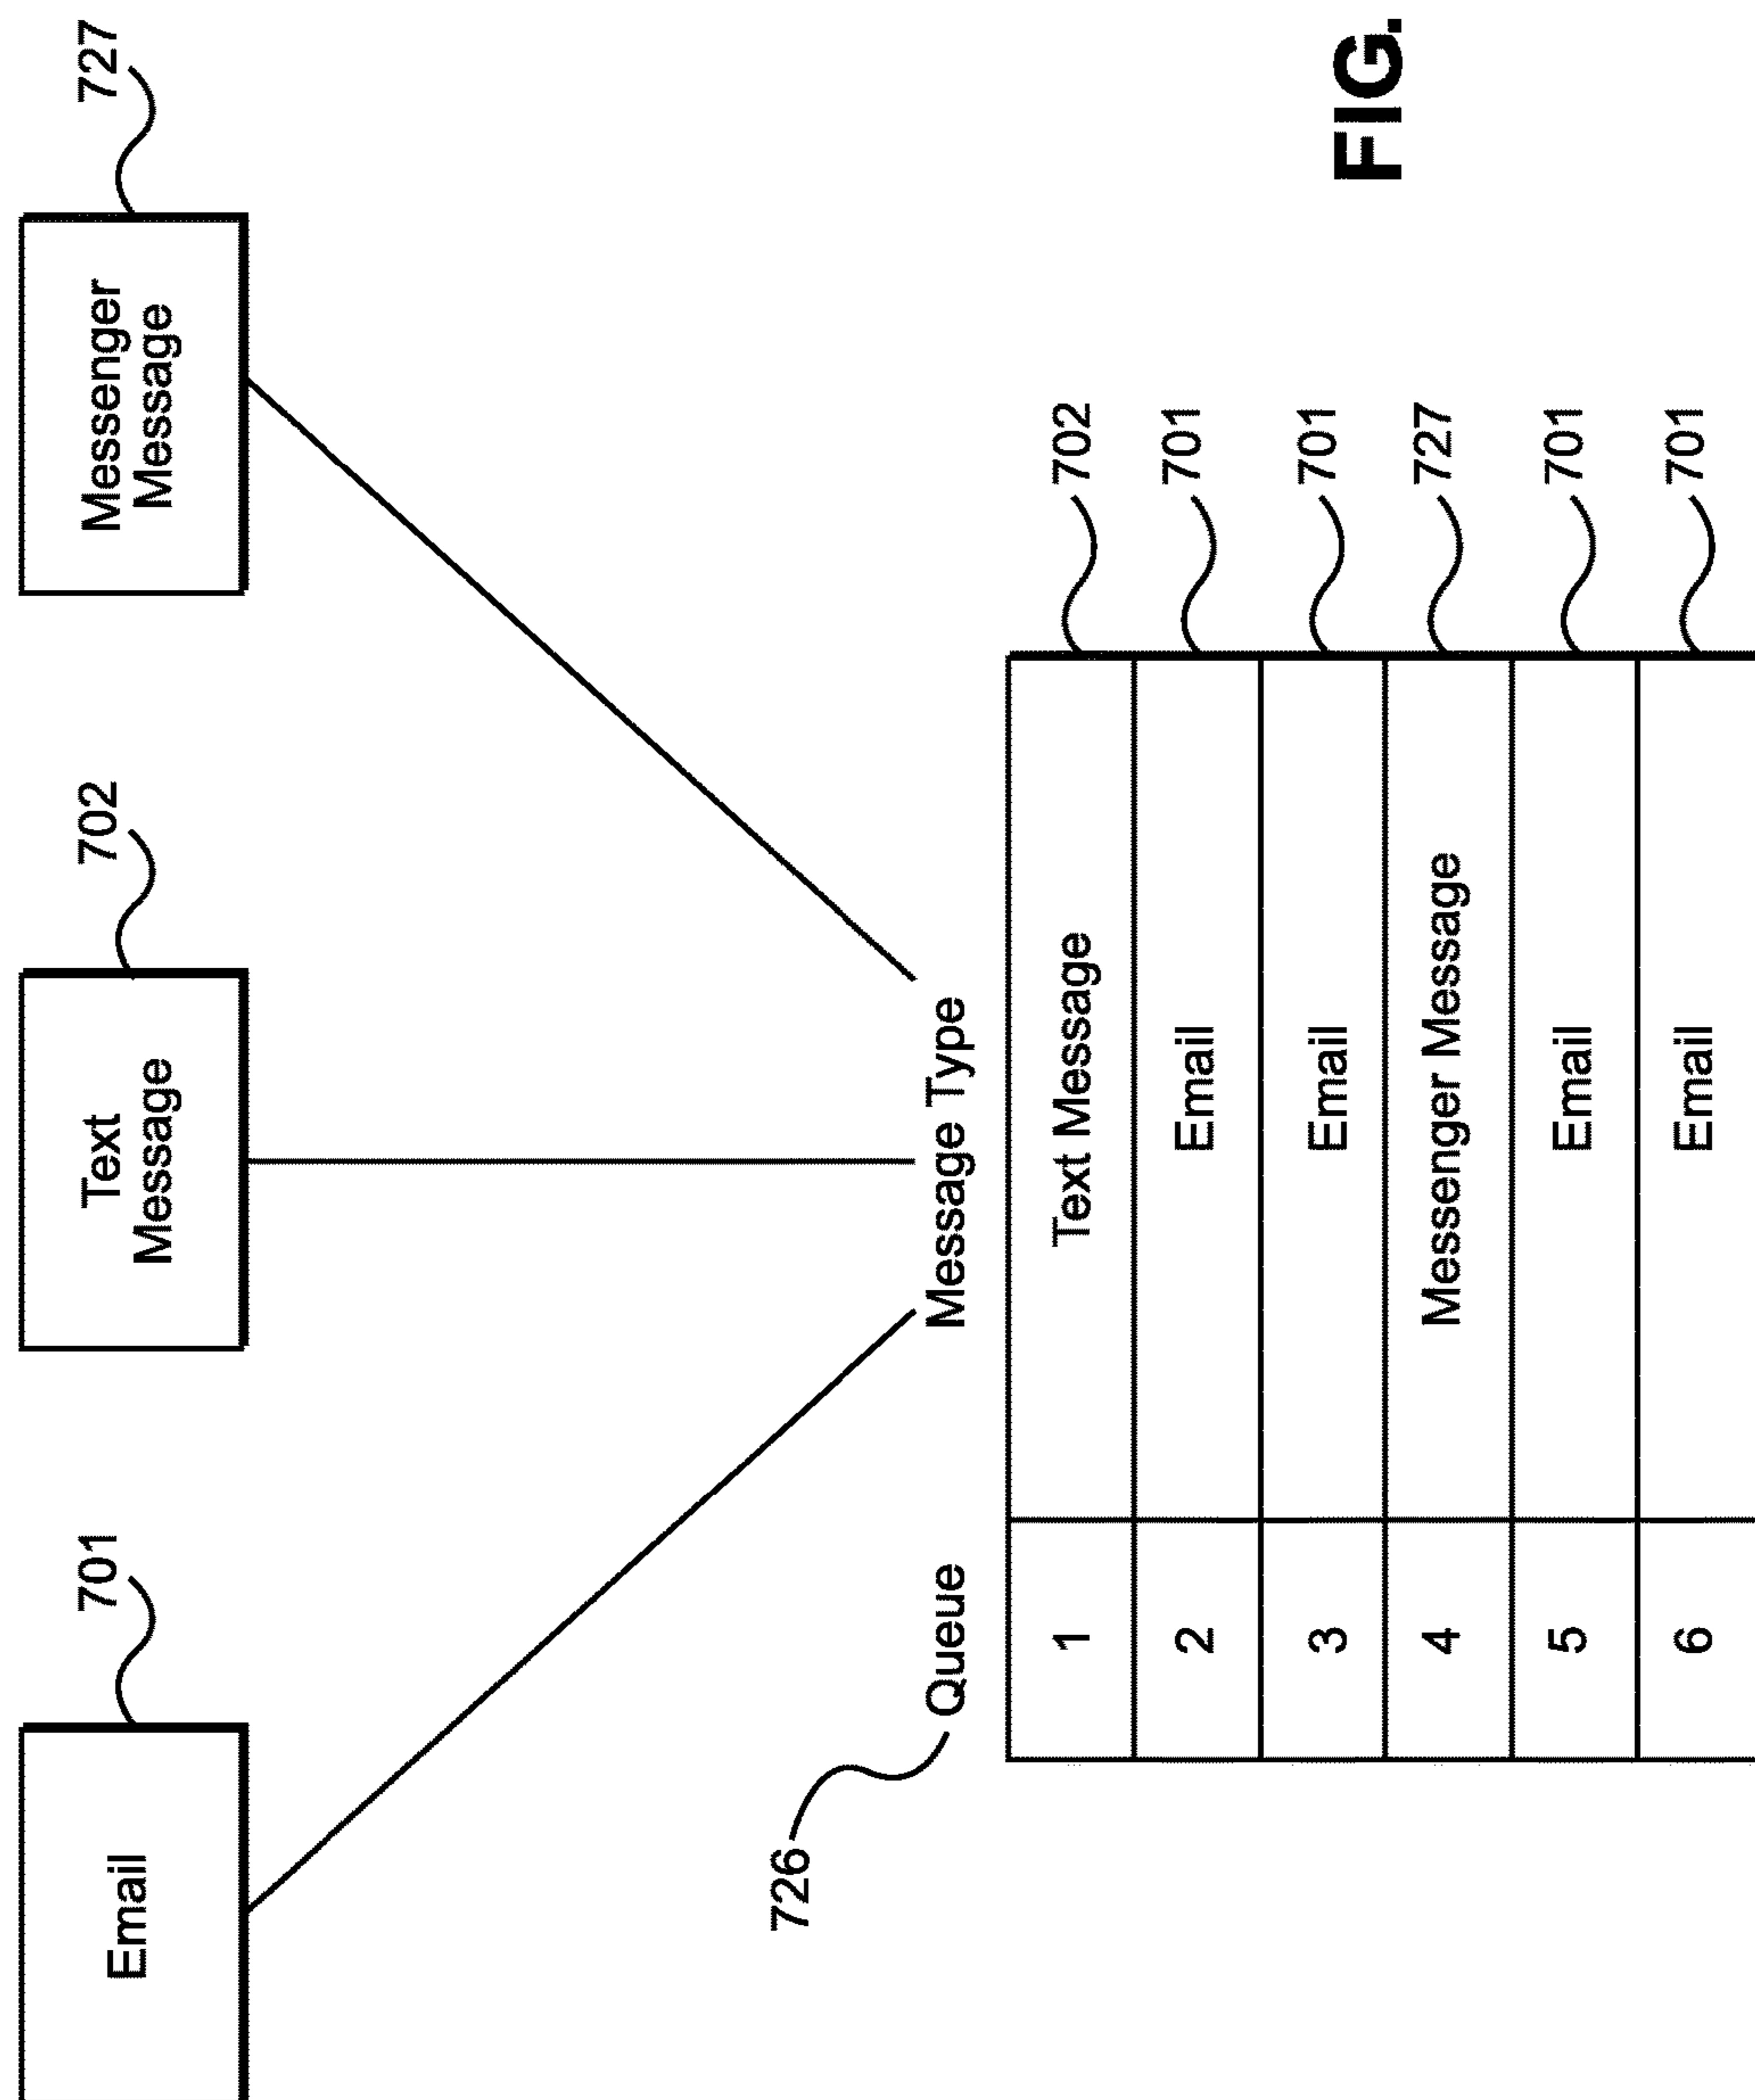 701
702
727
Email
Text
Message
Messenger
Message
726
Queue
Message Type
1 Text Message 702
2 Email 701
3 Email 701
4 Messenger Message 727
5 Email 701
6 Email 701
FIG.